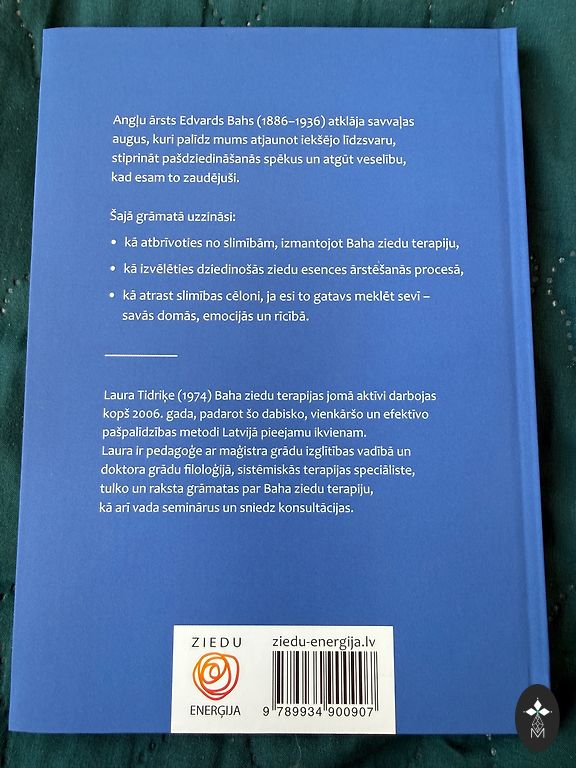 Angļu ārsts Edvards Bahs (1886–1936) atklāja savvaļas
augus, kuri palīdz mums atjaunot iekšējo līdzsvaru,
stiprināt pašdziedināšanās spēkus un atgūt veselību,
kad esam to zaudējuši.
Šajā grāmatā uzzināsi:
• kā atbrīvoties no slimībām, izmantojot Baha ziedu terapiju,
• kā izvēlēties dziedinošās ziedu esences ārstēšanās procesā,
• kā atrast slimības cēloni, ja esi to gatavs meklēt sevī –
savās domās, emocijās un rīcībā.
Laura Tidriķe (1974) Baha ziedu terapijas jomā aktīvi darbojas
kopš 2006. gada, padarot šo dabisko, vienkāršo un efektīvo
pašpalīdzības metodi Latvijā pieejamu ikvienam.
Laura ir pedagoģe ar maģistra grādu izglītības vadībā un
doktora grādu filoloģijā, sistēmiskās terapijas speciāliste,
tulko un raksta grāmatas par Baha ziedu terapiju,
kā arī vada seminārus un sniedz konsultācijas.
ZIEDU
ENERĢIJA
ziedu-energija.lv
9 789934 900907
M